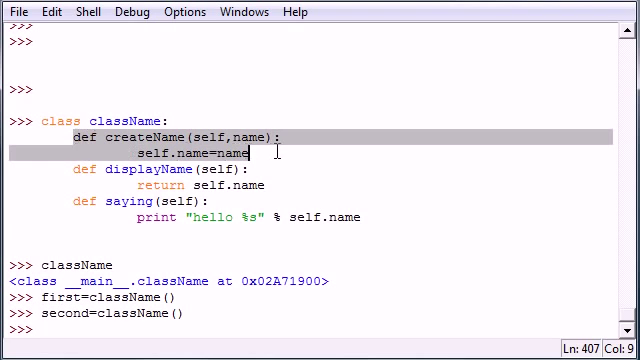 File Edit Shell Debug Options Windows Help
>>>
>>>
>>>
>>> class className:
def createName(self,name):
self.name=name
def displayName(self):
return self.name
def saying(self):
print "hello %s" % self.name
>>> className
<class __main__.className at 0x02A71900>
>>> first=className()
>>> second=className()
>>>
Ln: 407 Col: 9